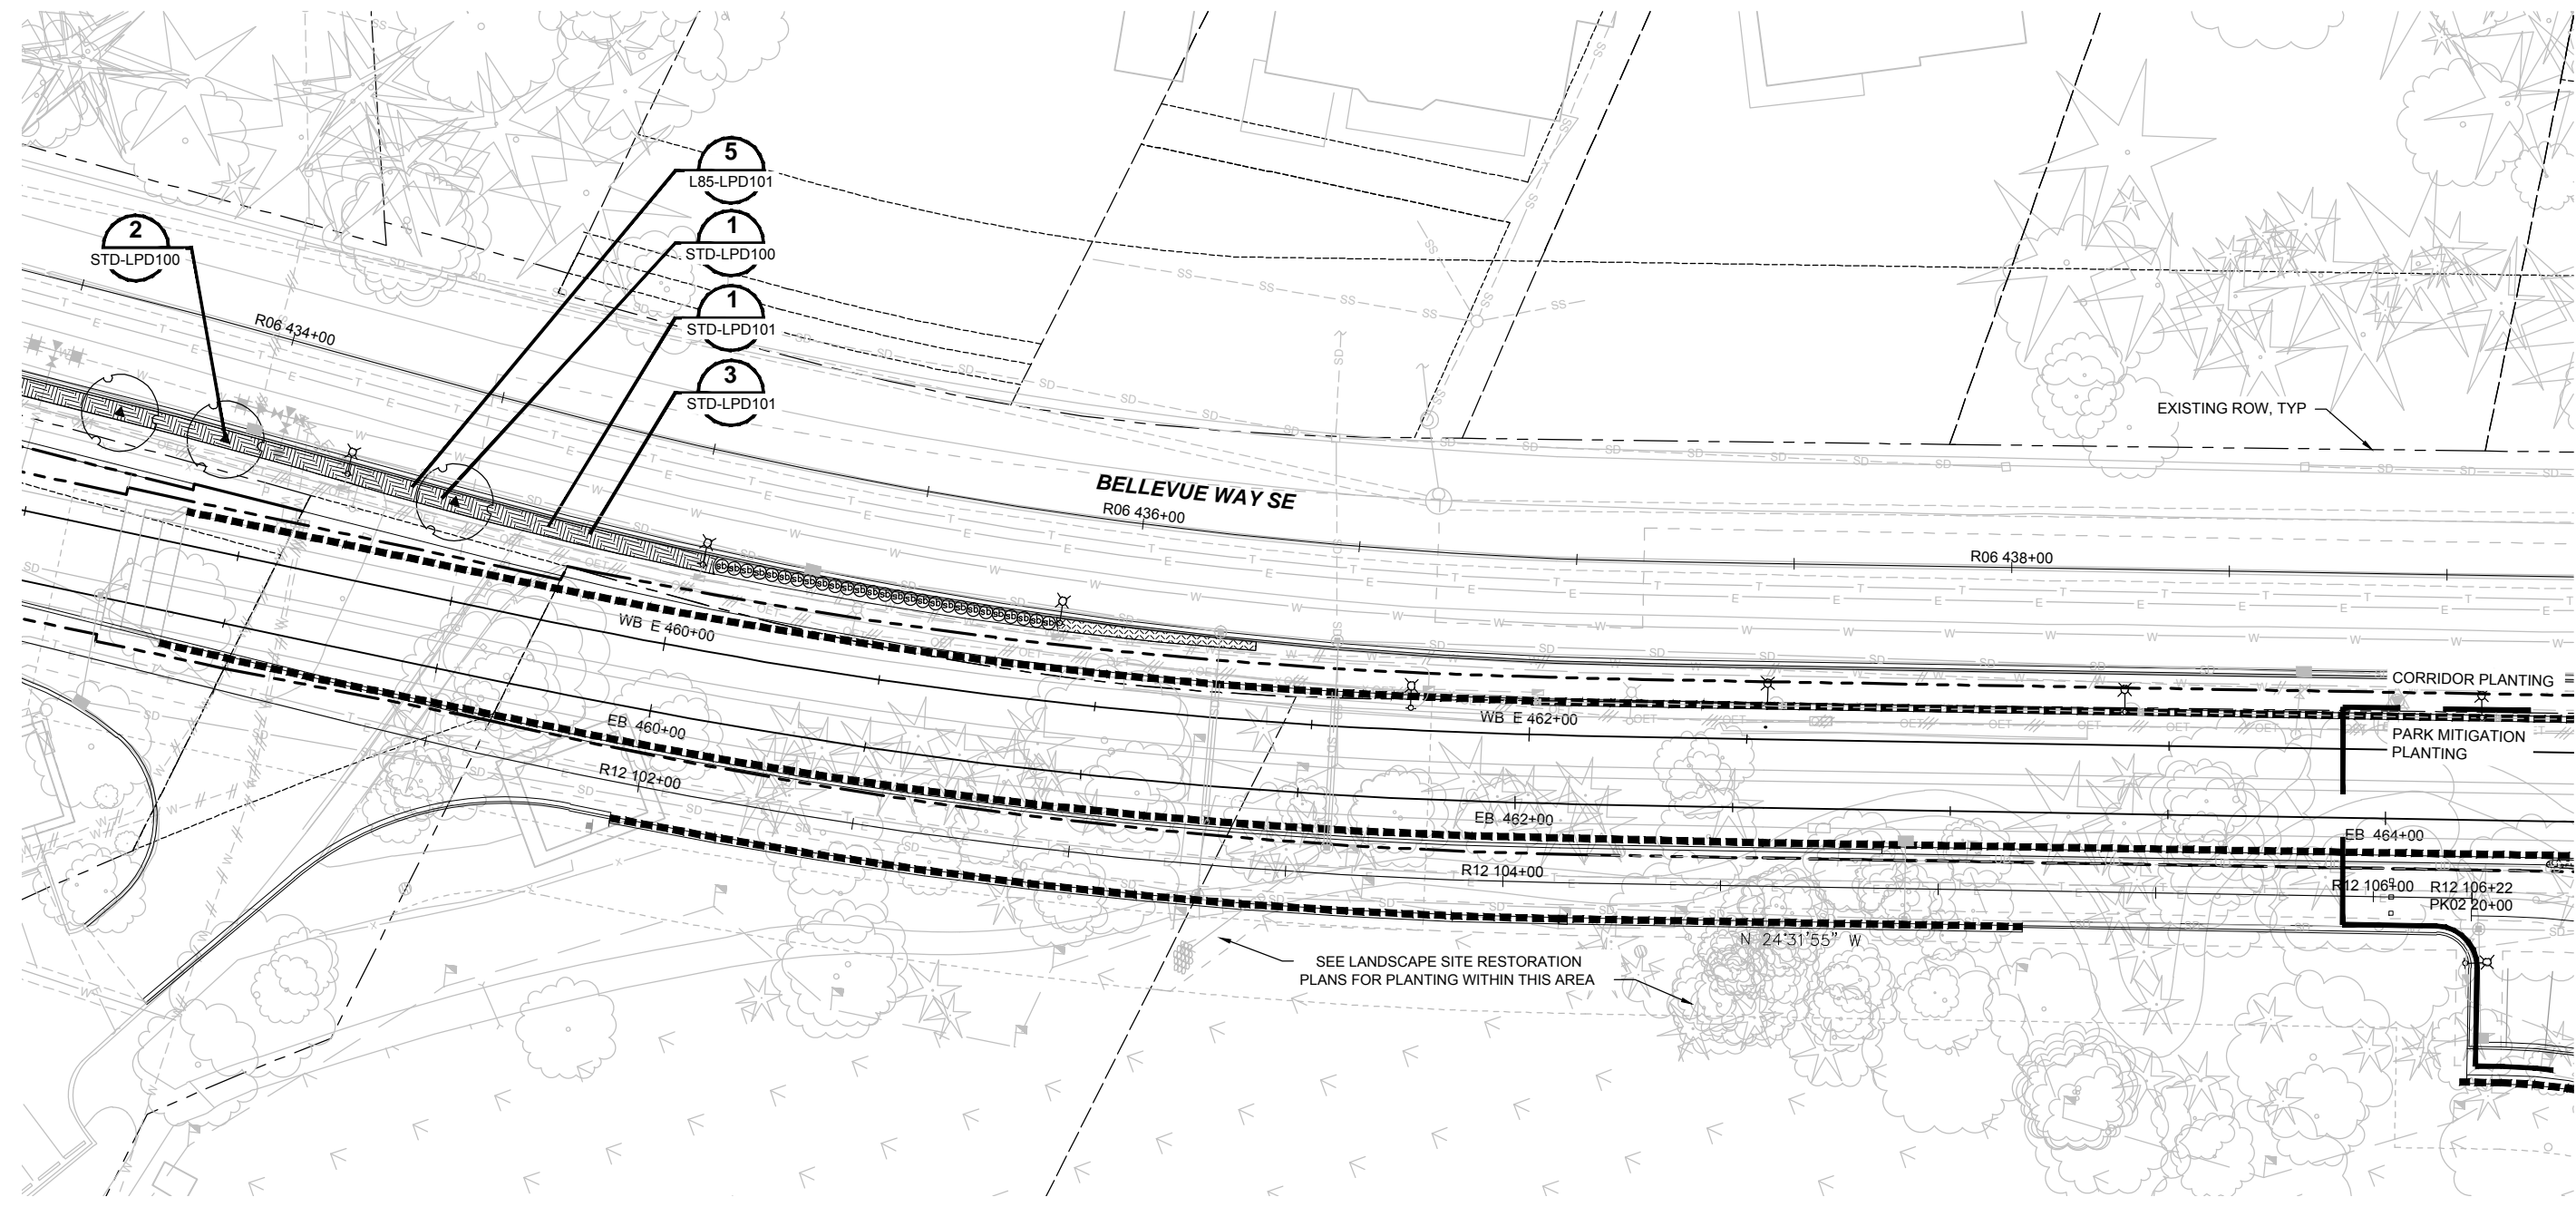 5
L85-LPD101
1
STD-LPD100
2
STD-LPD100
1
STD-LPD101
3
STD-LPD101
R06 434+00
EXISTING ROW, TYP
BELLEVUE WAY SE
R06 436+00
R06 438+00
WB E 460+00
CORRIDOR PLANTING
WB E 462+00
PARK MITIGATION
PLANTING
EB 460+00
R12 102+00
EB 462+00
EB 464+00
R12 104+00
R12 106+00
R12 106+22
PK02 20+00
N 24°31'55" W
SEE LANDSCAPE SITE RESTORATION
PLANS FOR PLANTING WITHIN THIS AREA